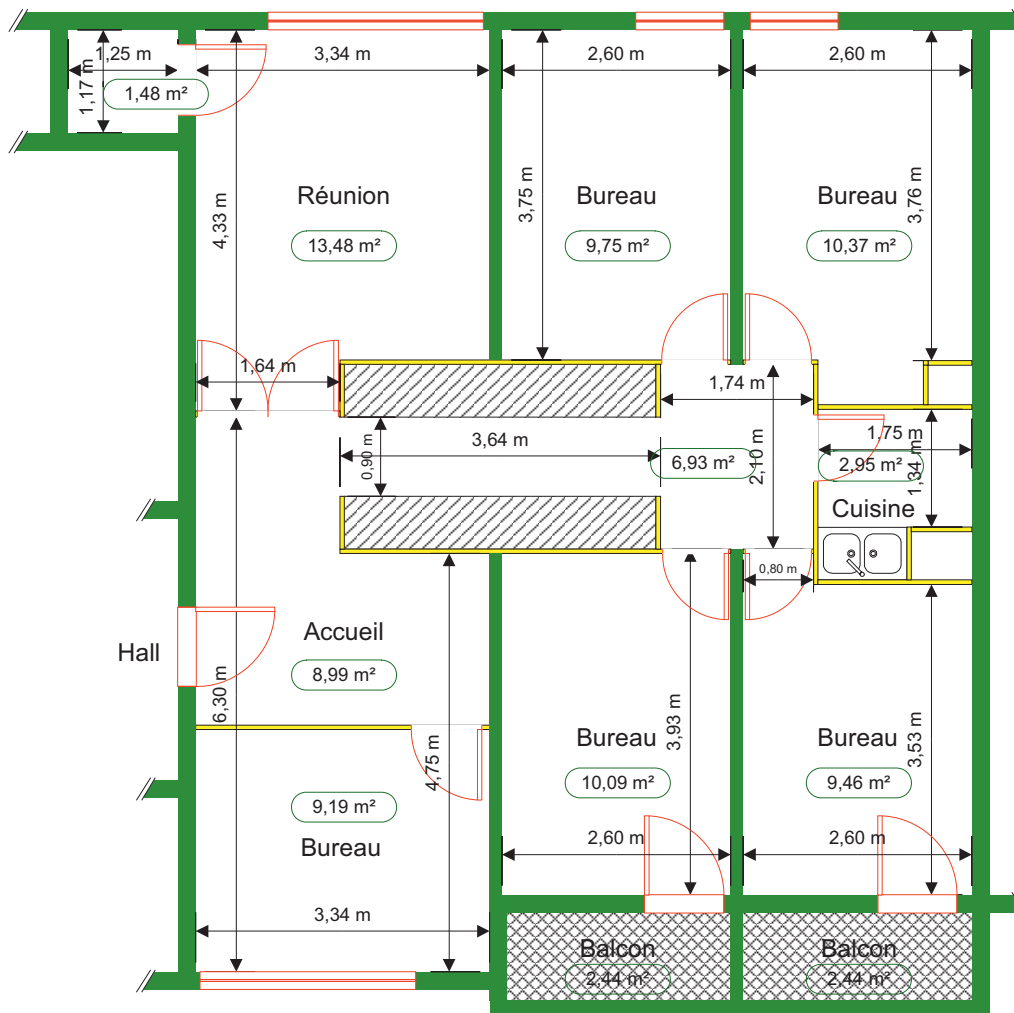 1,25 m
3,34 m
2,60 m
2,60 m
1,17 m
1,48 m²
Réunion
Bureau
Bureau
4,33 m
3,75 m
3,76 m
13,48 m²
9,75 m²
10,37 m²
1,64 m
1,74 m
3,64 m
0,90 m
6,93 m²
2,10 m
1,75 m
2,95 m²
1,34 m
Cuisine
0,80 m
Hall
Accueil
8,99 m²
6,30 m
4,75 m
Bureau
Bureau
3,93 m
3,53 m
10,09 m²
9,46 m²
9,19 m²
Bureau
2,60 m
2,60 m
3,34 m
Balcon
Balcon
2,44 m²
2,44 m²